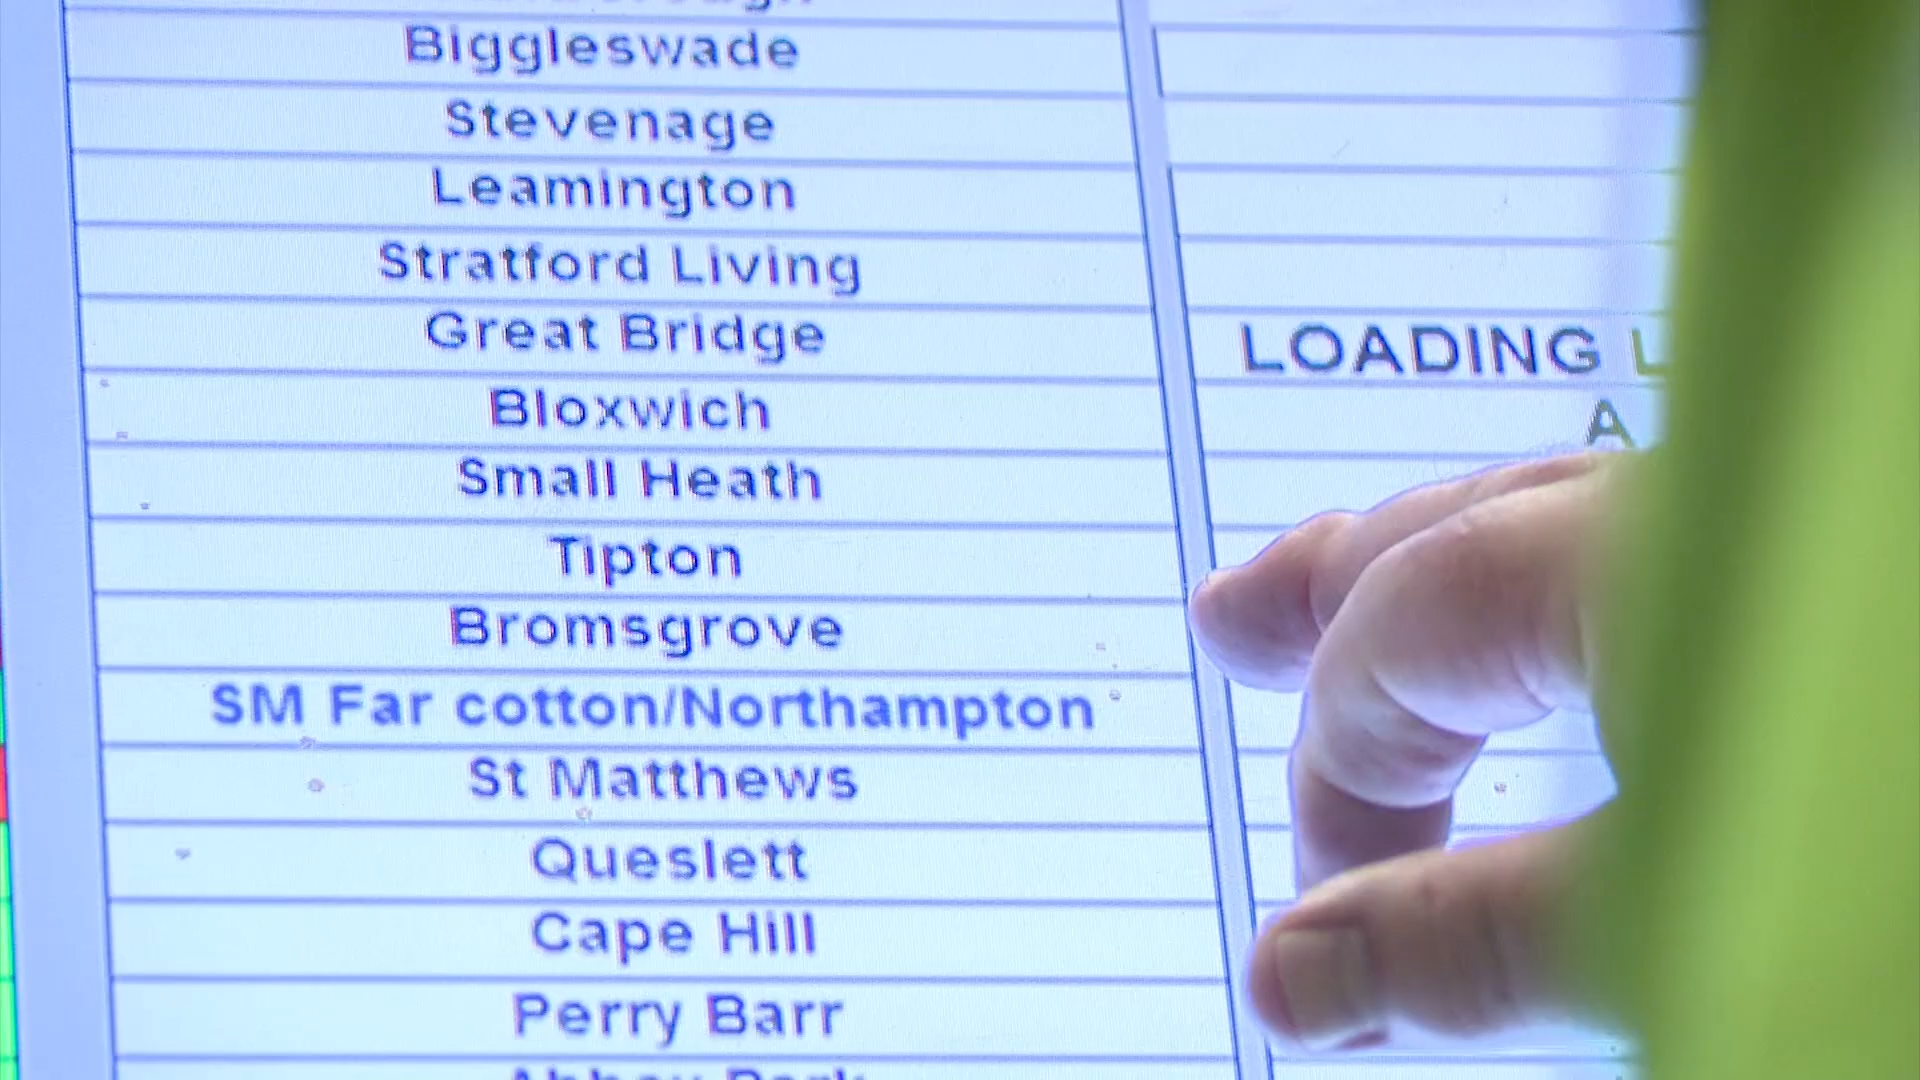 Biggleswade
Stevenage
Leamington
Stratford Living
Great Bridge
LOADING
Bloxwich
A
Small Heath
Tipton
Bromsgrove
SM Far cotton/Northampton
St Matthews
Queslett
Cape Hill
Perry Barr